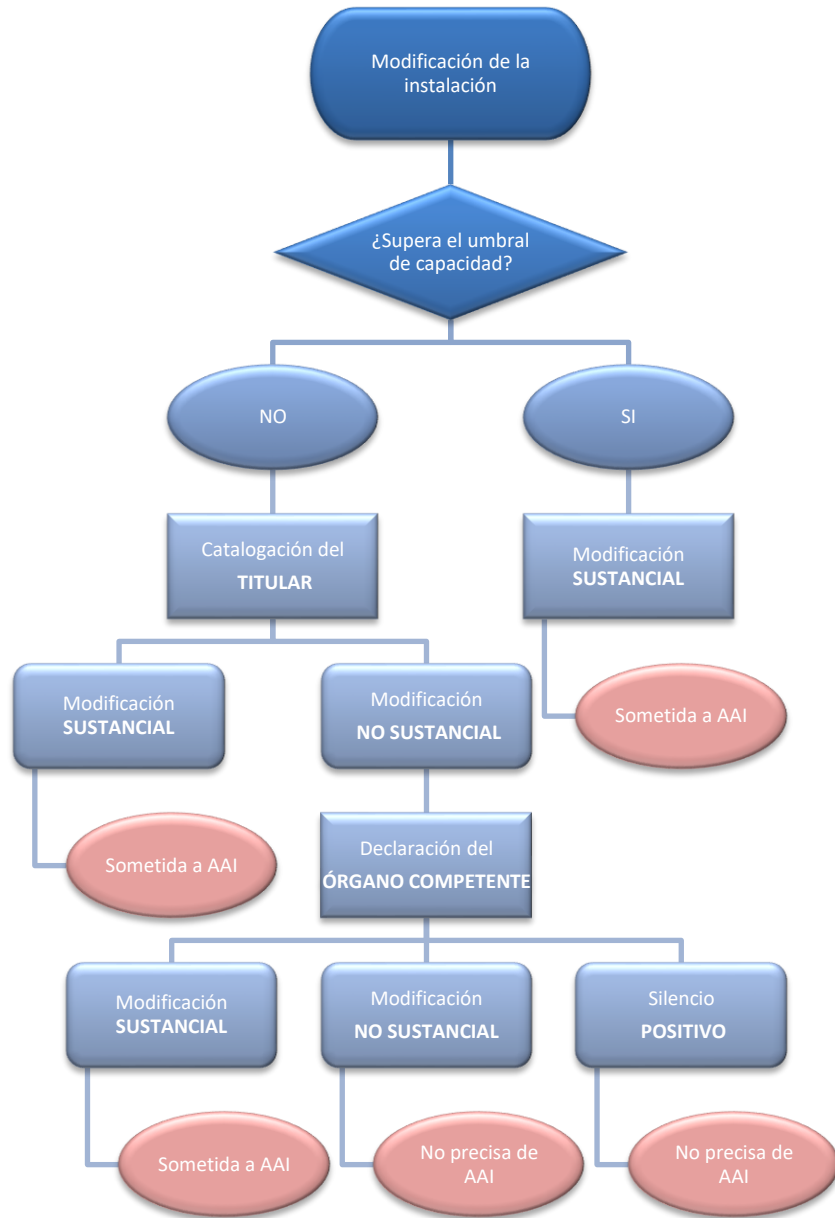 Modificación de la
instalación
¿Supera el umbral
de capacidad?
NO
SI
Catalogación del
TITULAR
Modificación
SUSTANCIAL
Modificación
SUSTANCIAL
Modificación
NO SUSTANCIAL
Sometida a AAI
Sometida a AAI
Declaración del
ÓRGANO COMPETENTE
Modificación
SUSTANCIAL
Modificación
NO SUSTANCIAL
Silencio
POSITIVO
Sometida a AAI
No precisa de
AAI
No precisa de
AAI